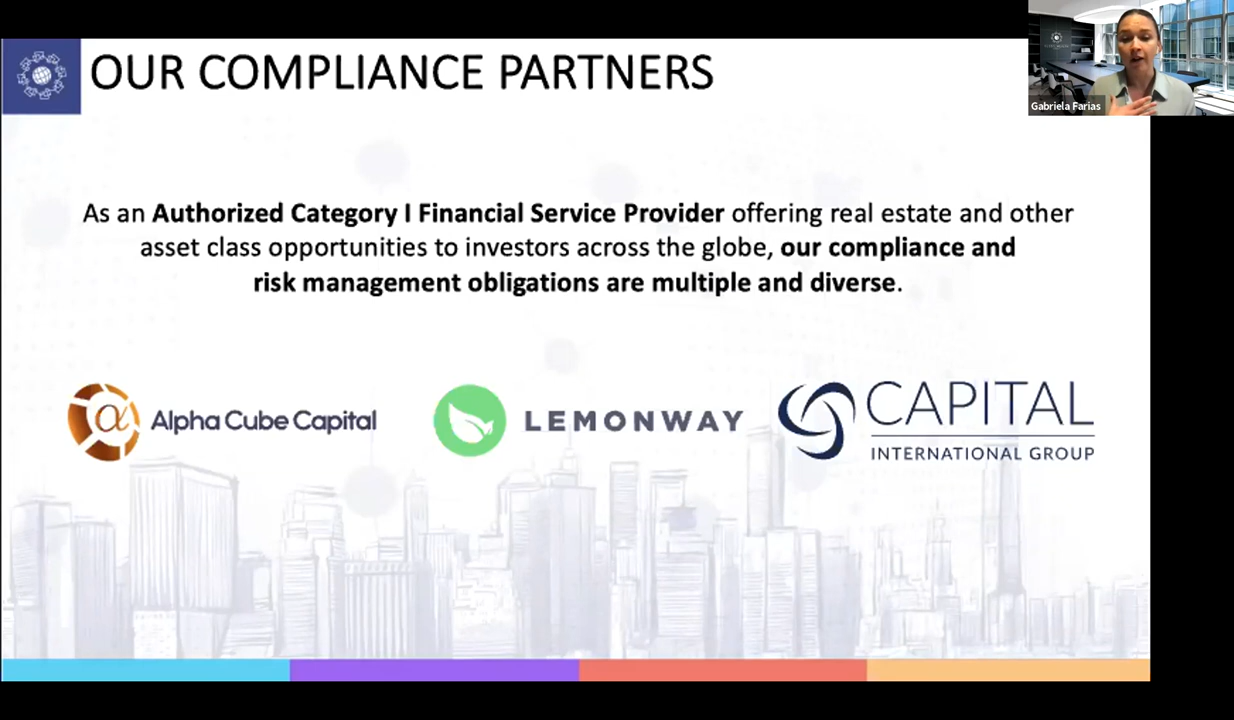 OUR COMPLIANCE PARTNERS
Gabriela Farias
As an Authorized Category I Financial Service Provider offering real estate and other
asset class opportunities to investors across the globe, our compliance and
risk management obligations are multiple and diverse.
α Alpha Cube Capital
LEMONWAY
CAPITAL
INTERNATIONAL GROUP